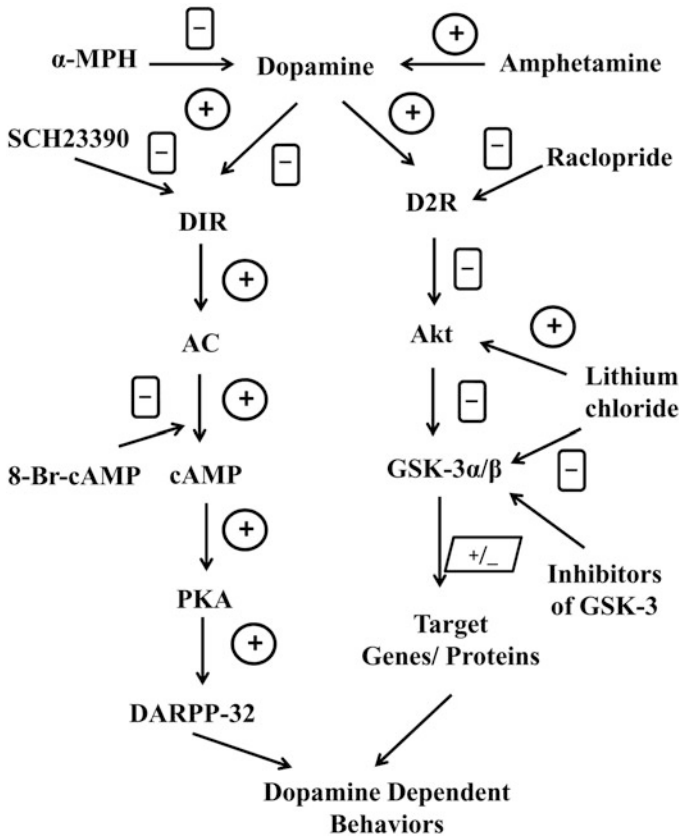 α-MPH
−
Dopamine
+
Amphetamine
SCH23390
−
+
−
+
−
Raclopride
DIR
D2R
+
−
AC
Akt
+
Lithium
chloride
−
+
−
8-Br-cAMP
cAMP
GSK-3α/β
−
+
+/_
Inhibitors
of GSK-3
PKA
Target
Genes/ Proteins
+
DARPP-32
Dopamine Dependent
Behaviors